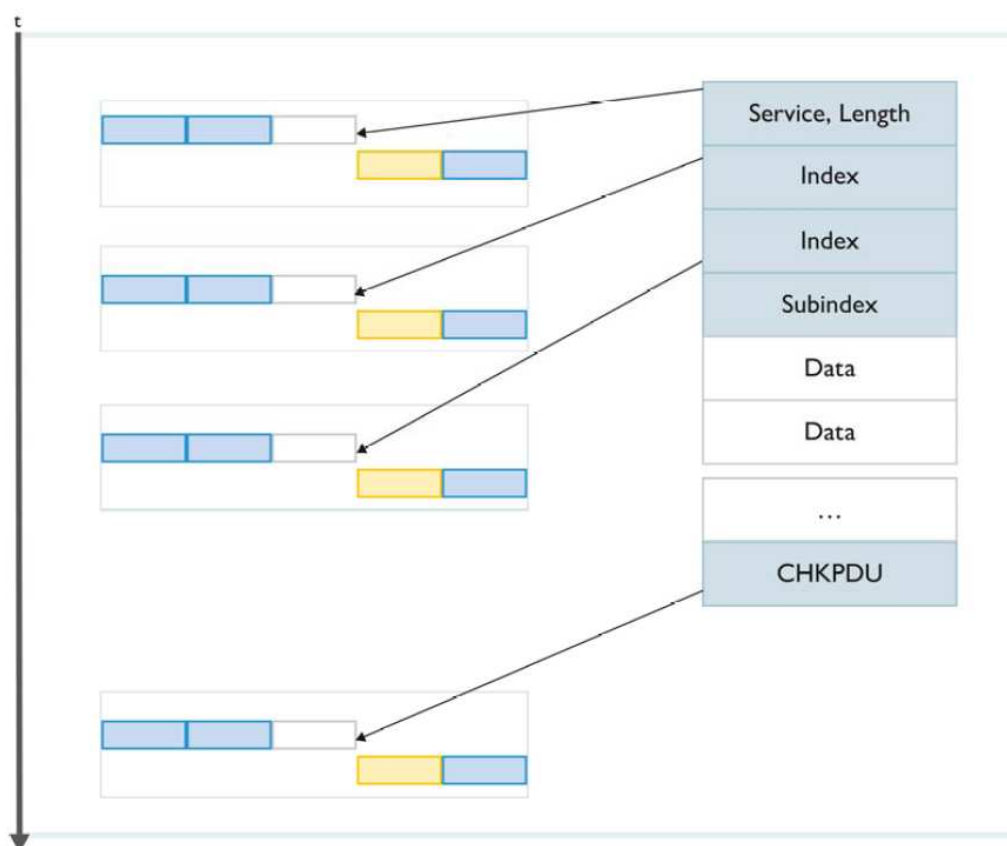 t
Service, Length
Index
Index
Subindex
Data
Data
...
CHKPDU